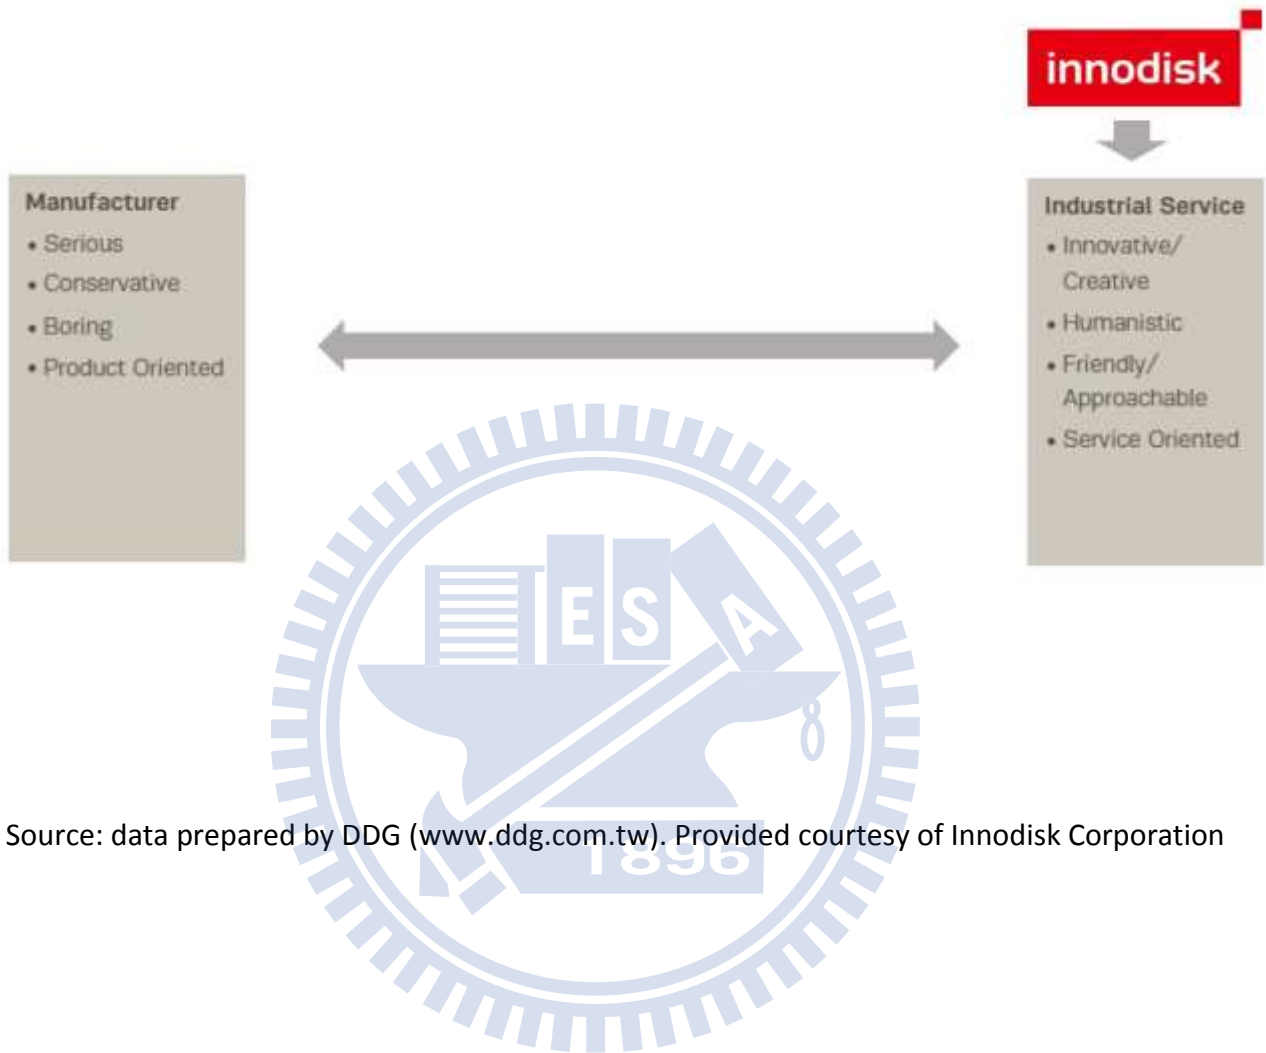 innodisk
Manufacturer
• Serious
• Conservative
• Boring
• Product Oriented
Industrial Service
• Innovative/
Creative
• Humanistic
• Friendly/
Approachable
• Service Oriented
E S A
8
Source: data prepared by DDG (www.ddg.com.tw). Provided courtesy of Innodisk Corporation
1896